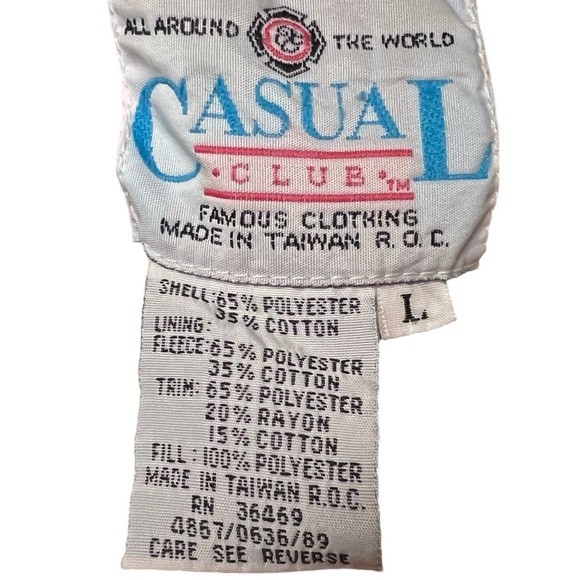 ALL AROUND THE WORLD
CASUAL
·CLUB·™
FAMOUS CLOTHING
MADE IN TAIWAN R.O.C.
L
SHELL:65% POLYESTER
35% COTTON
LINING:
FLEECE:65% POLYESTER
35% COTTON
TRIM: 65% POLYESTER
20% RAYON
15% COTTON
FILL: 100% POLYESTER
MADE IN TAIWAN R.O.C.
RN 36469
4867/0636/89
CARE SEE REVERSE